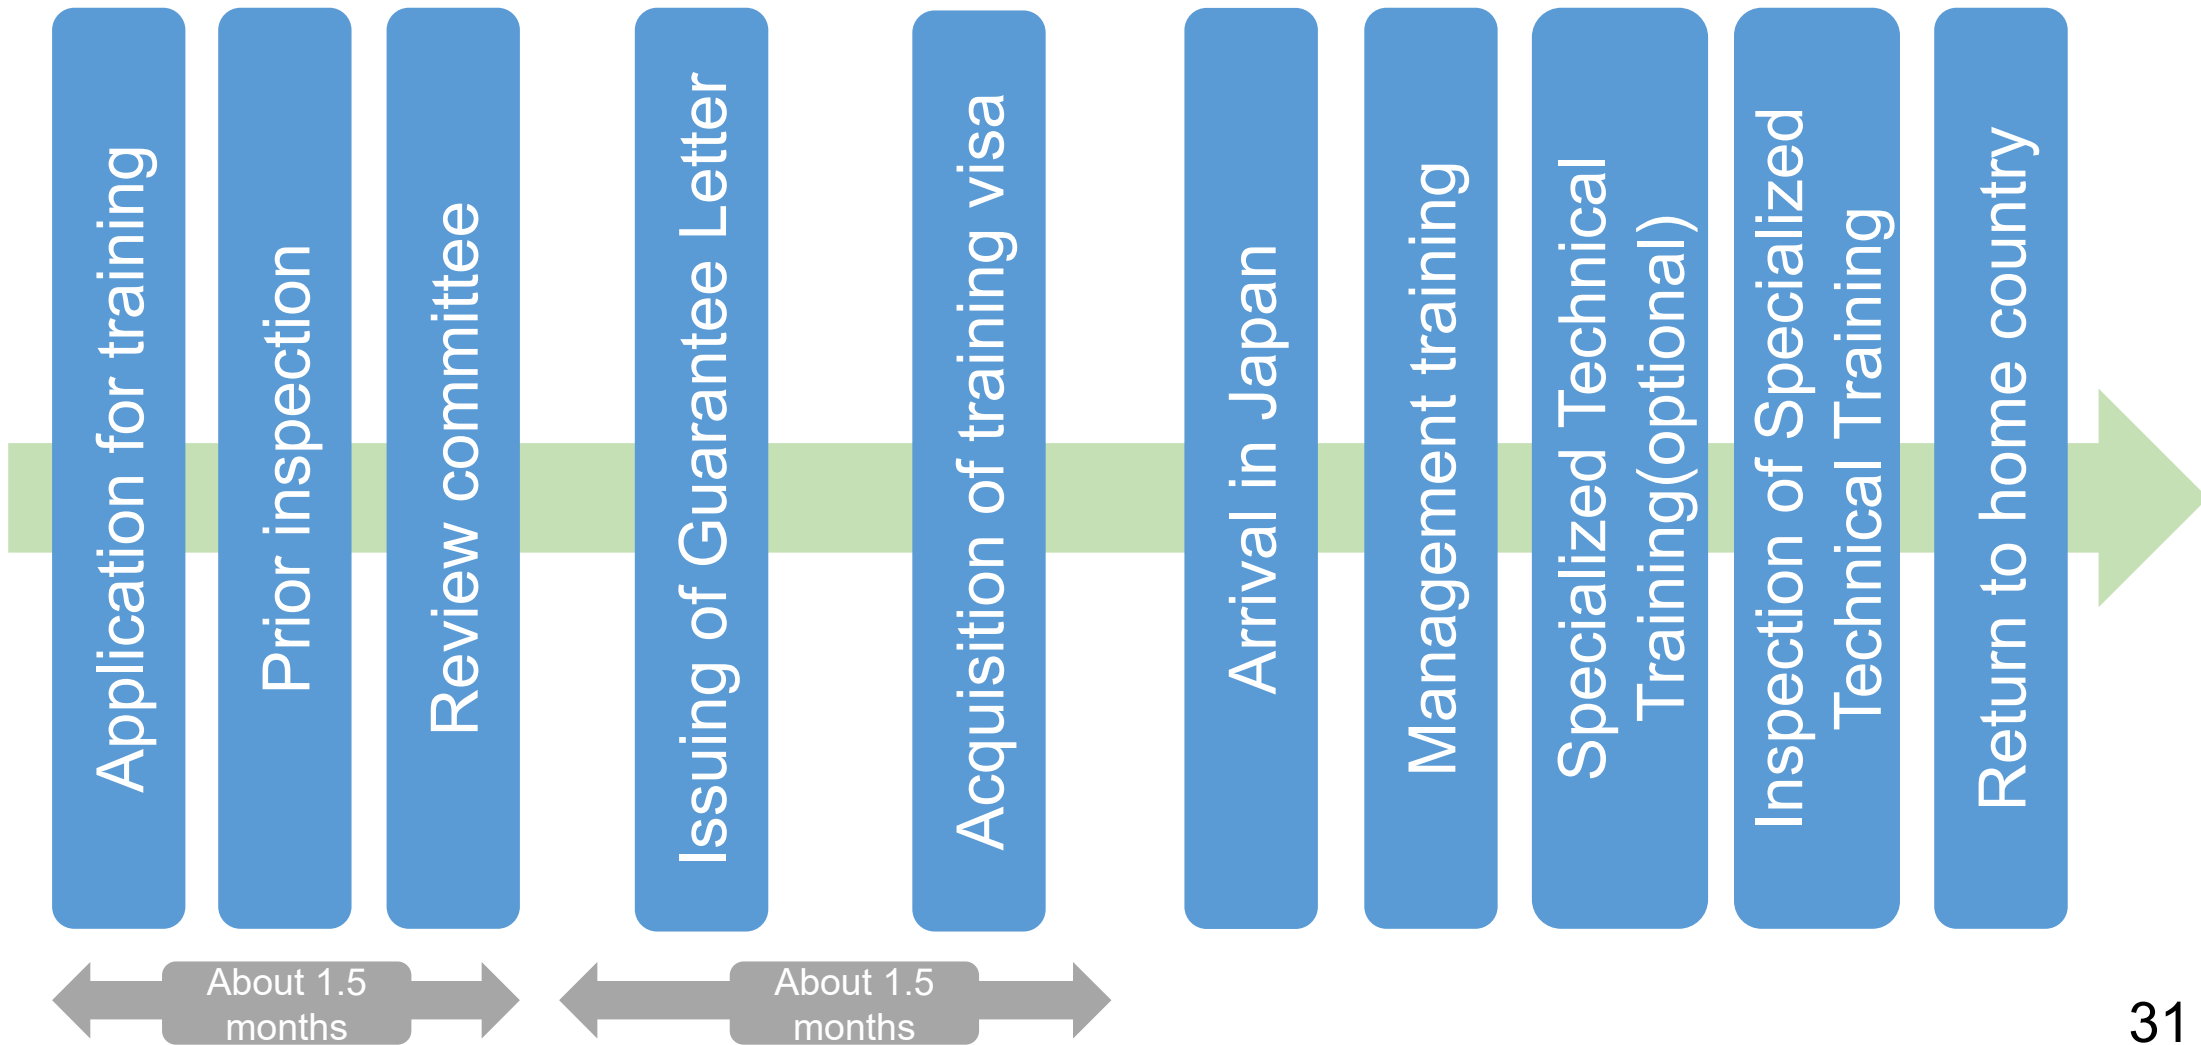 Application for training
Prior inspection
Review committee
Issuing of Guarantee Letter
Acquisition of training visa
Arrival in Japan
Management training
Specialized Technical
Training(optional)
Inspection of Specialized
Technical Training
Return to home country
About 1.5
months
About 1.5
months
31